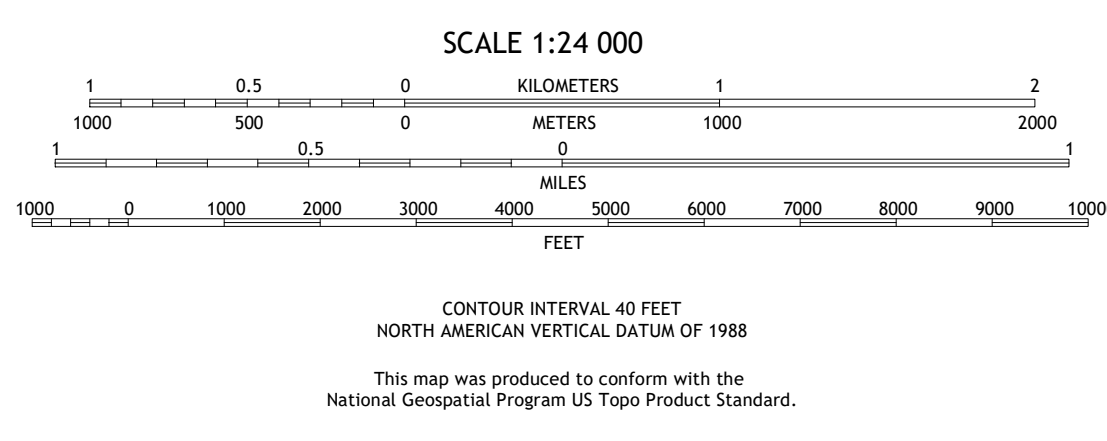 SCALE 1:24 000
1 0.5 0 KILOMETERS 1 2
1000 500 0 METERS 1000 2000
1 0.5 0 1
MILES
1000 0 1000 2000 3000 4000 5000 6000 7000 8000 9000 1000
FEET
CONTOUR INTERVAL 40 FEET
NORTH AMERICAN VERTICAL DATUM OF 1988
This map was produced to conform with the
National Geospatial Program US Topo Product Standard.